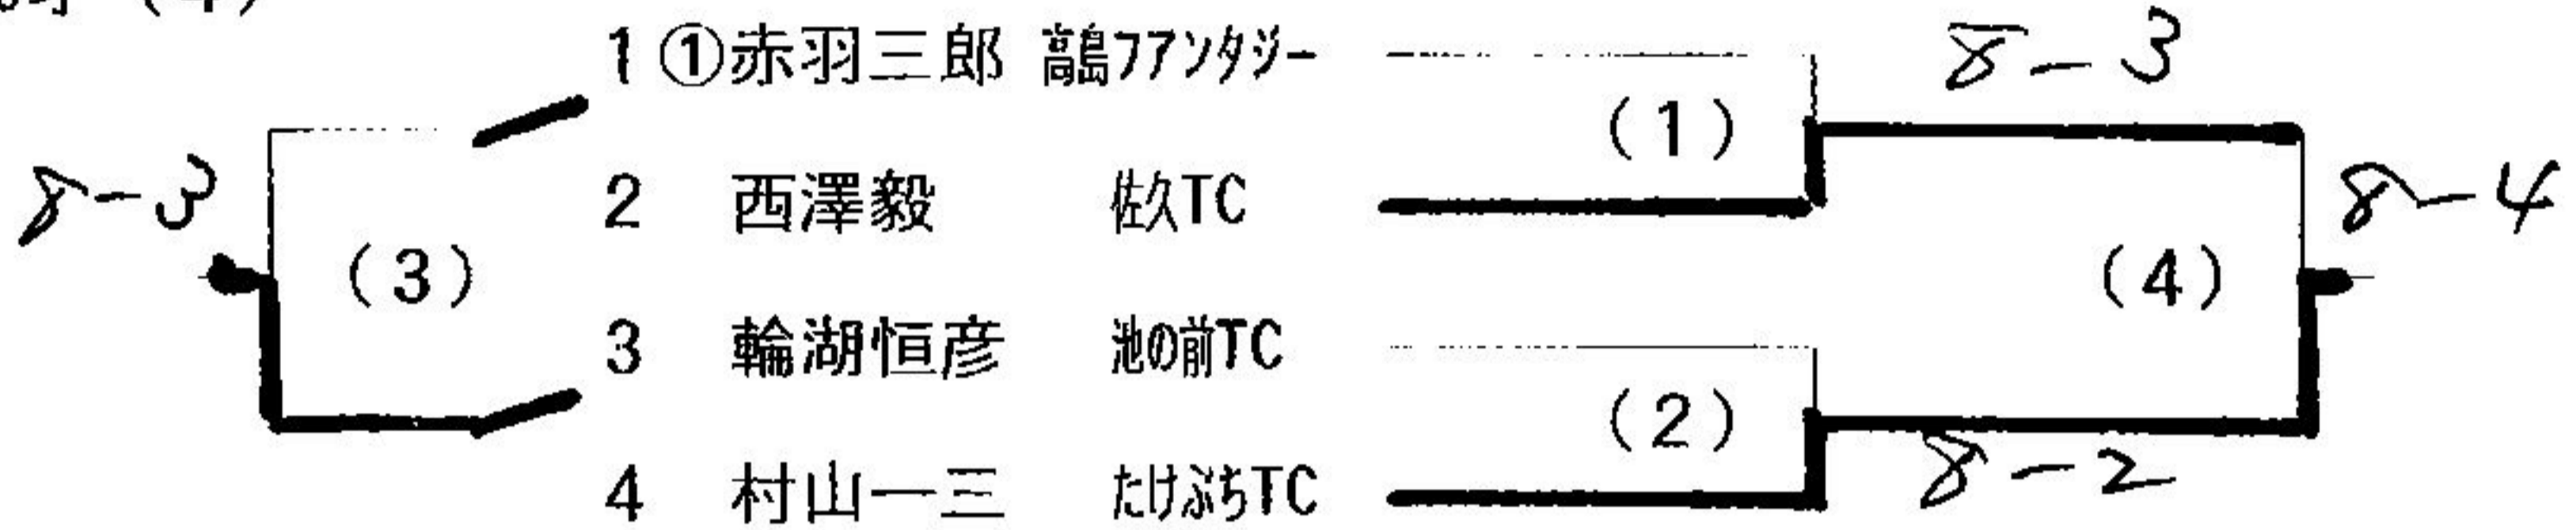 1 ①赤羽三郎 高島フアンタジー
8-3
(1)
8-3
2 西澤毅 佐久TC
8-4
(3)
(4)
3 輪湖恒彦 池の前TC
(2)
4 村山一三 たけぶちTC
8-2